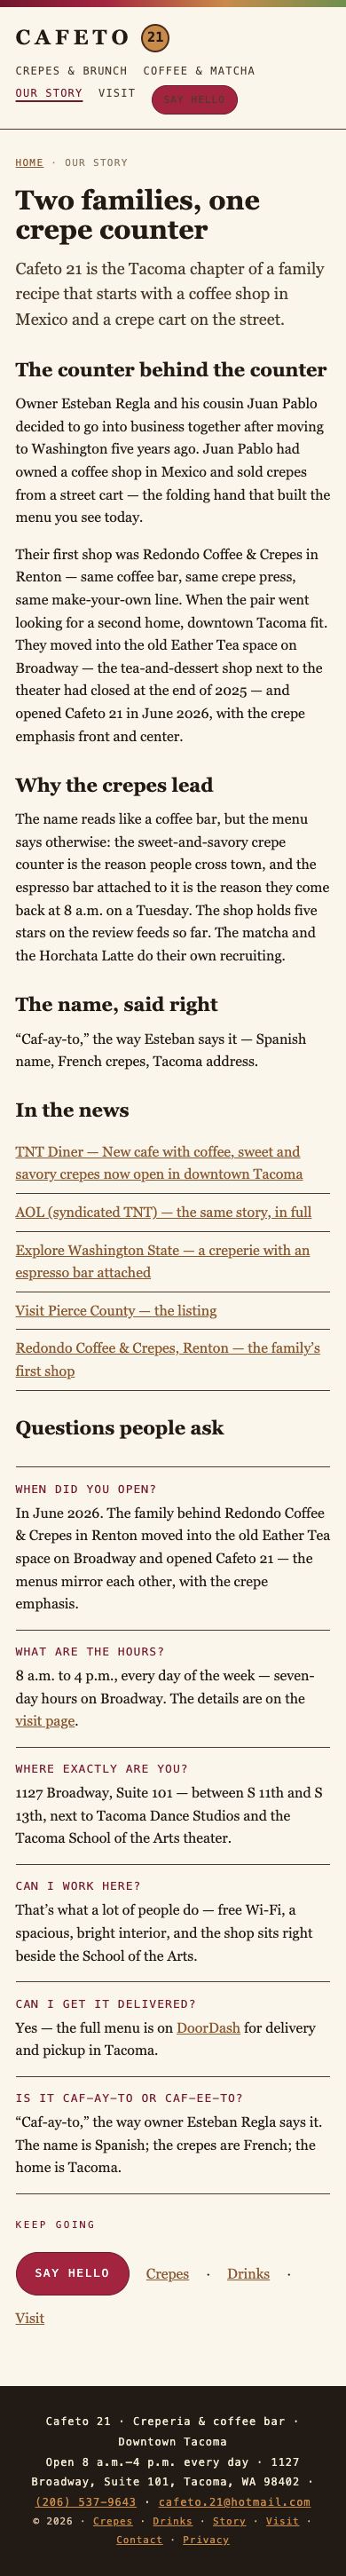 CAFETO 21
CREPES & BRUNCH COFFEE & MATCHA
OUR STORY VISIT SAY HELLO
HOME · OUR STORY
Two families, one
crepe counter
Cafeto 21 is the Tacoma chapter of a family
recipe that starts with a coffee shop in
Mexico and a crepe cart on the street.
The counter behind the counter
Owner Esteban Regla and his cousin Juan Pablo
decided to go into business together after moving
to Washington five years ago. Juan Pablo had
owned a coffee shop in Mexico and sold crepes
from a street cart — the folding hand that built the
menu you see today.
Their first shop was Redondo Coffee & Crepes in
Renton — same coffee bar, same crepe press,
same make-your-own line. When the pair went
looking for a second home, downtown Tacoma fit.
They moved into the old Eather Tea space on
Broadway — the tea-and-dessert shop next to the
theater had closed at the end of 2025 — and
opened Cafeto 21 in June 2026, with the crepe
emphasis front and center.
Why the crepes lead
The name reads like a coffee bar, but the menu
says otherwise: the sweet-and-savory crepe
counter is the reason people cross town, and the
espresso bar attached to it is the reason they come
back at 8 a.m. on a Tuesday. The shop holds five
stars on the review feeds so far. The matcha and
the Horchata Latte do their own recruiting.
The name, said right
“Caf-ay-to,” the way Esteban says it — Spanish
name, French crepes, Tacoma address.
In the news
TNT Diner — New cafe with coffee, sweet and
savory crepes now open in downtown Tacoma
AOL (syndicated TNT) — the same story, in full
Explore Washington State — a creperie with an
espresso bar attached
Visit Pierce County — the listing
Redondo Coffee & Crepes, Renton — the family’s
first shop
Questions people ask
WHEN DID YOU OPEN?
In June 2026. The family behind Redondo Coffee
& Crepes in Renton moved into the old Eather Tea
space on Broadway and opened Cafeto 21 — the
menus mirror each other, with the crepe
emphasis.
WHAT ARE THE HOURS?
8 a.m. to 4 p.m., every day of the week — seven-
day hours on Broadway. The details are on the
visit page.
WHERE EXACTLY ARE YOU?
1127 Broadway, Suite 101 — between S 11th and S
13th, next to Tacoma Dance Studios and the
Tacoma School of the Arts theater.
CAN I WORK HERE?
That’s what a lot of people do — free Wi-Fi, a
spacious, bright interior, and the shop sits right
beside the School of the Arts.
CAN I GET IT DELIVERED?
Yes — the full menu is on DoorDash for delivery
and pickup in Tacoma.
IS IT CAF-AY-TO OR CAF-EE-TO?
“Caf-ay-to,” the way owner Esteban Regla says it.
The name is Spanish; the crepes are French; the
home is Tacoma.
KEEP GOING
SAY HELLO Crepes · Drinks ·
Visit
Cafeto 21 · Creperia & coffee bar ·
Downtown Tacoma
Open 8 a.m.–4 p.m. every day · 1127
Broadway, Suite 101, Tacoma, WA 98402 ·
(206) 537-9643 · cafeto.21@hotmail.com
© 2026 · Crepes · Drinks · Story · Visit ·
Contact · Privacy